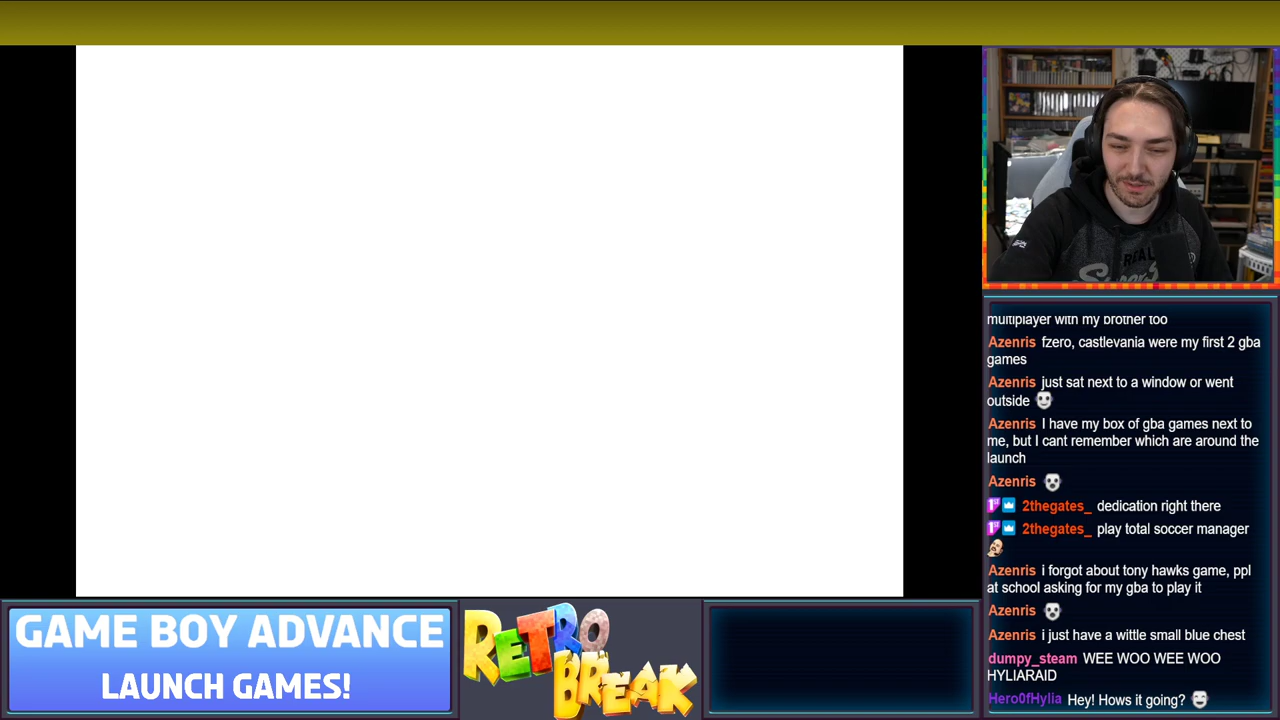 multiplayer with my brother too
Azenris fzero, castlevania were my first 2 gba
games
Azenris just sat next to a window or went
outside
Azenris I have my box of gba games next to
me, but I cant remember which are around the
launch
Azenris
2thegates_ dedication right there
2thegates_ play total soccer manager
Azenris i forgot about tony hawks game, ppl
at school asking for my gba to play it
Azenris
Azenris i just have a wittle small blue chest
dumpy_steam WEE WOO WEE WOO
HYLIARAID
Hero0fHylia Hey! Hows it going?
GAME BOY ADVANCE
LAUNCH GAMES!
RETRO
BREAK